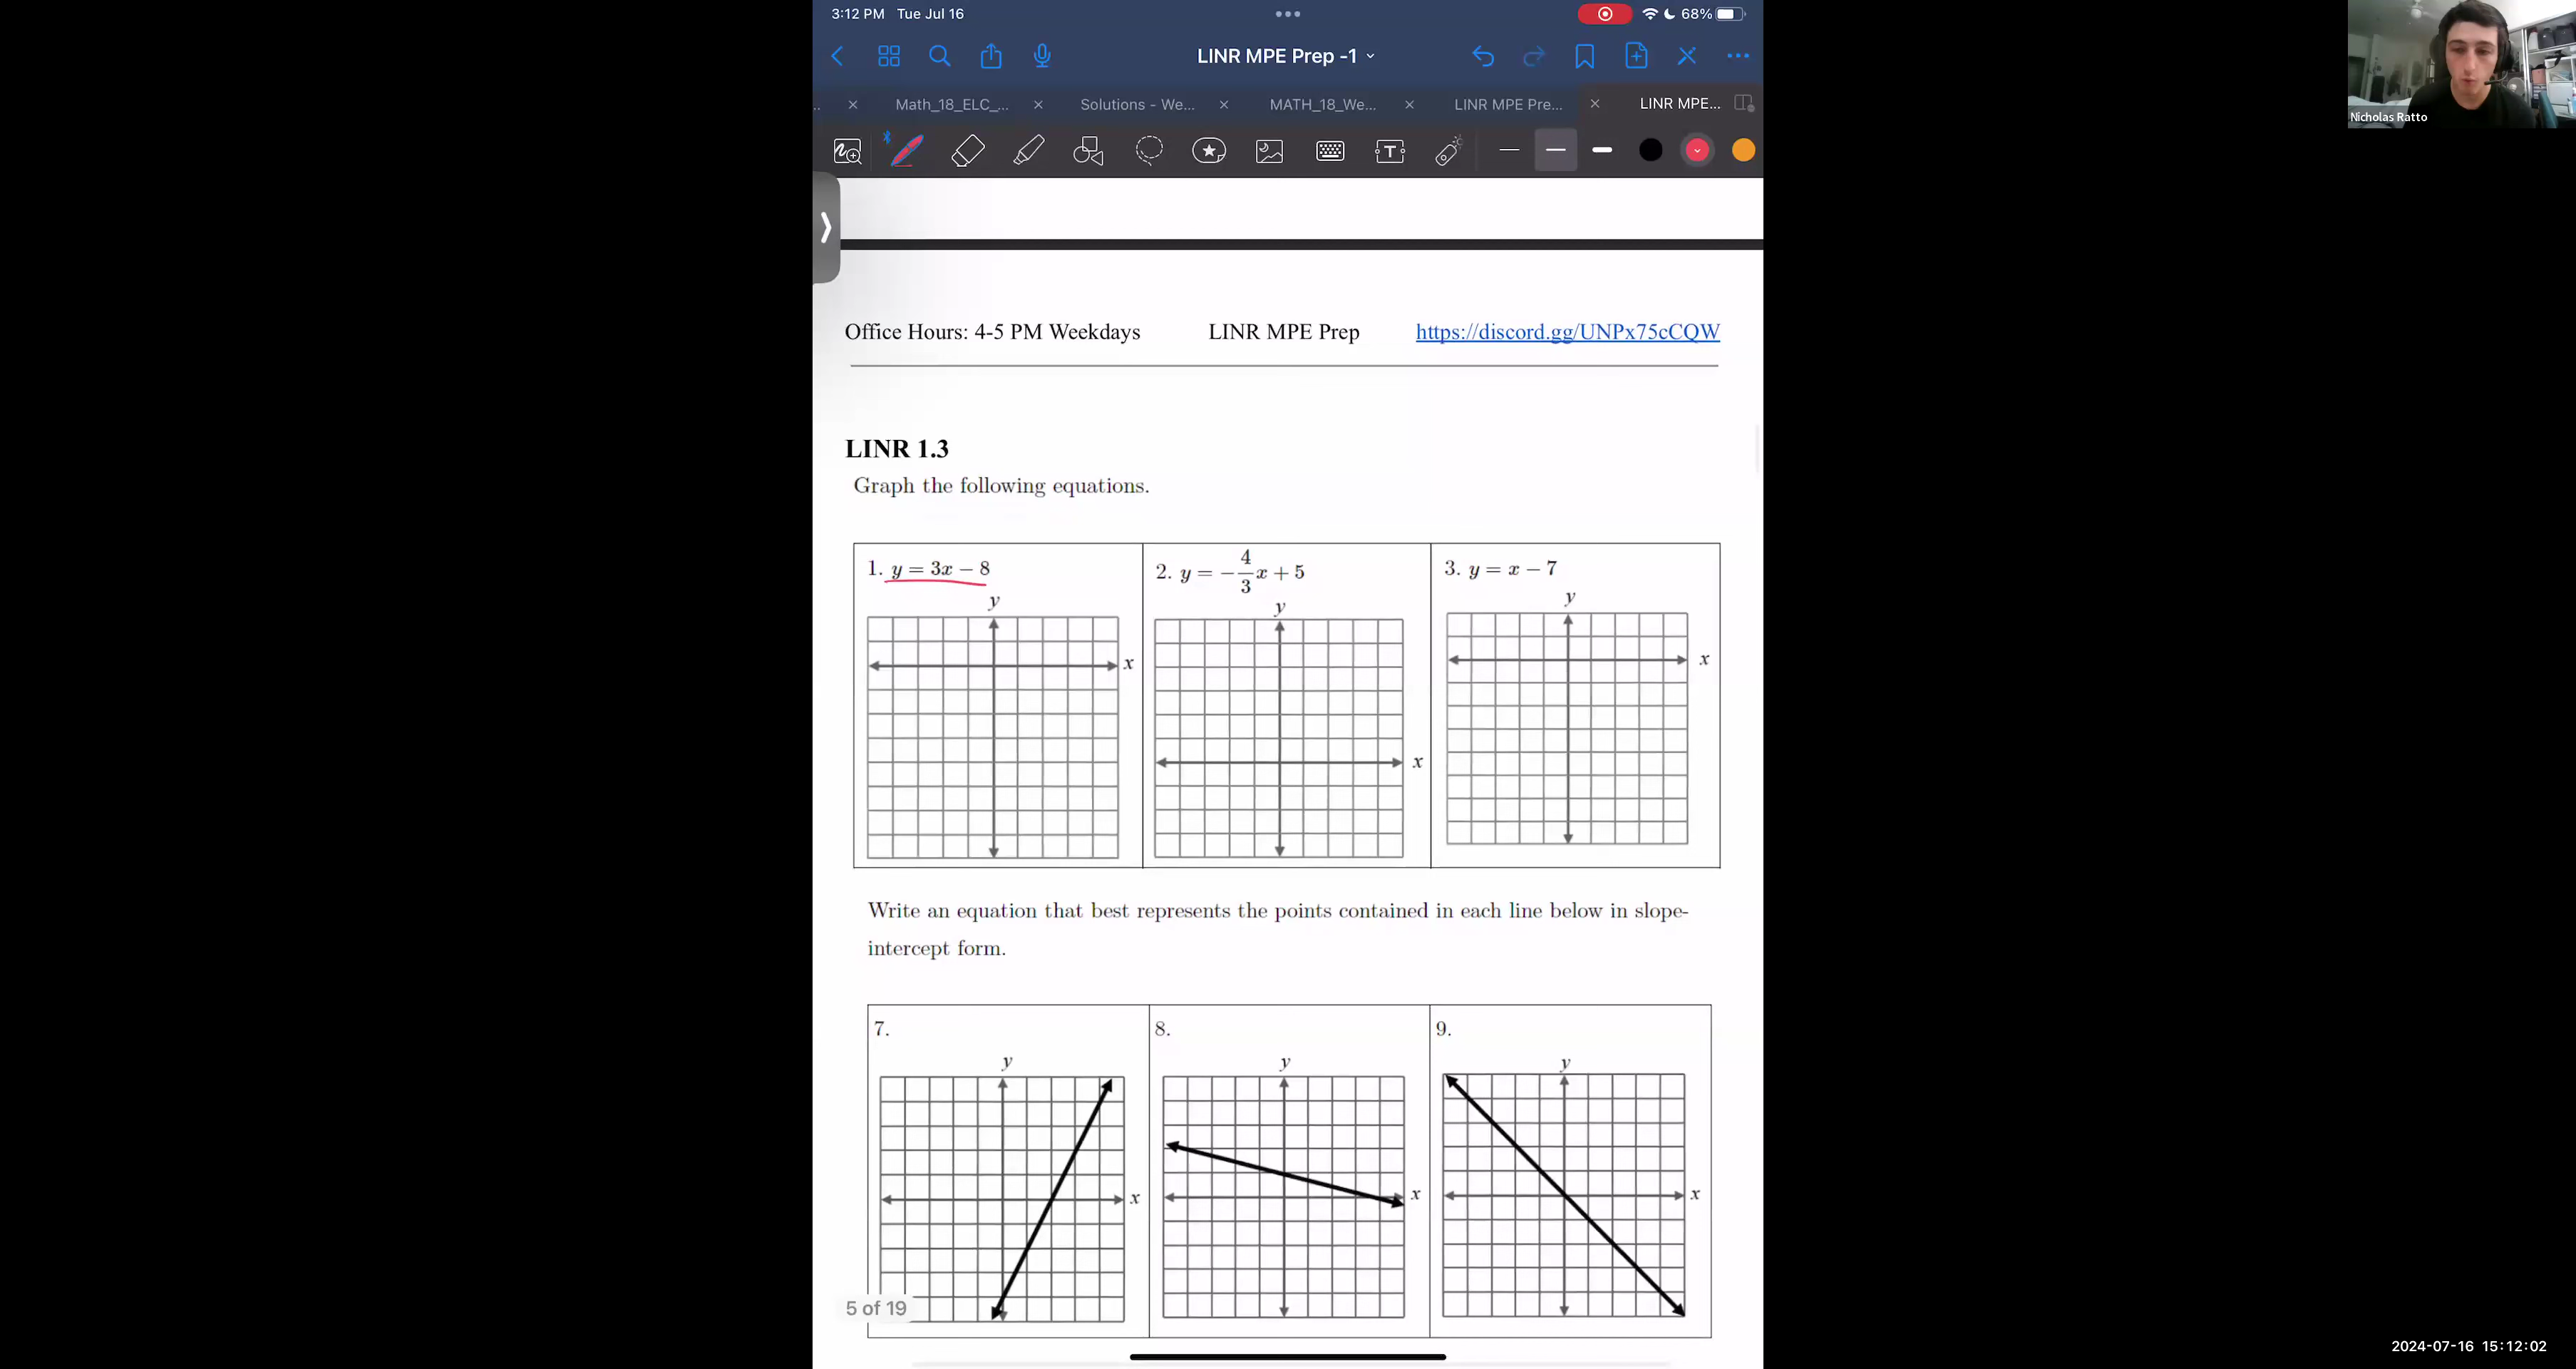 3:12 PM Tue Jul 16
68%
LINR MPE Prep -1
Math_18_ELC_...
Solutions - We...
MATH_18_We...
LINR MPE Pre...
LINR MPE...
Nicholas Ratto
Office Hours: 4-5 PM Weekdays LINR MPE Prep https://discord.gg/UNPx75cCQW
LINR 1.3
Graph the following equations.
1. y = 3x − 8
2. y = −4/3x + 5
3. y = x − 7
y
x
y
x
y
x
Write an equation that best represents the points contained in each line below in slope-
intercept form.
7.
8.
9.
y
x
y
x
y
x
5 of 19
2024-07-16 15:12:02